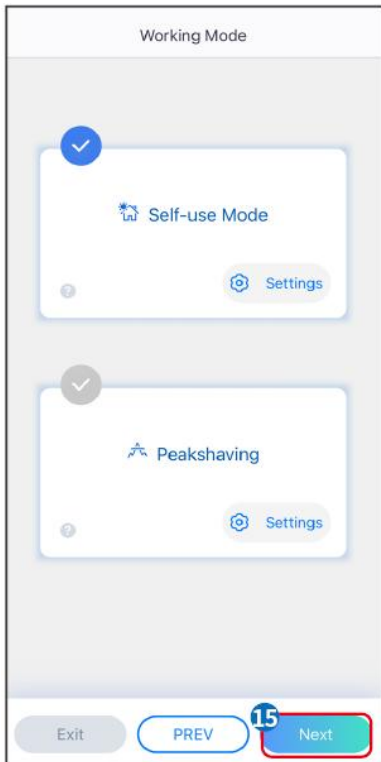 Working Mode
Self-use Mode
? Settings
Peakshaving
? Settings
15
Exit PREV Next